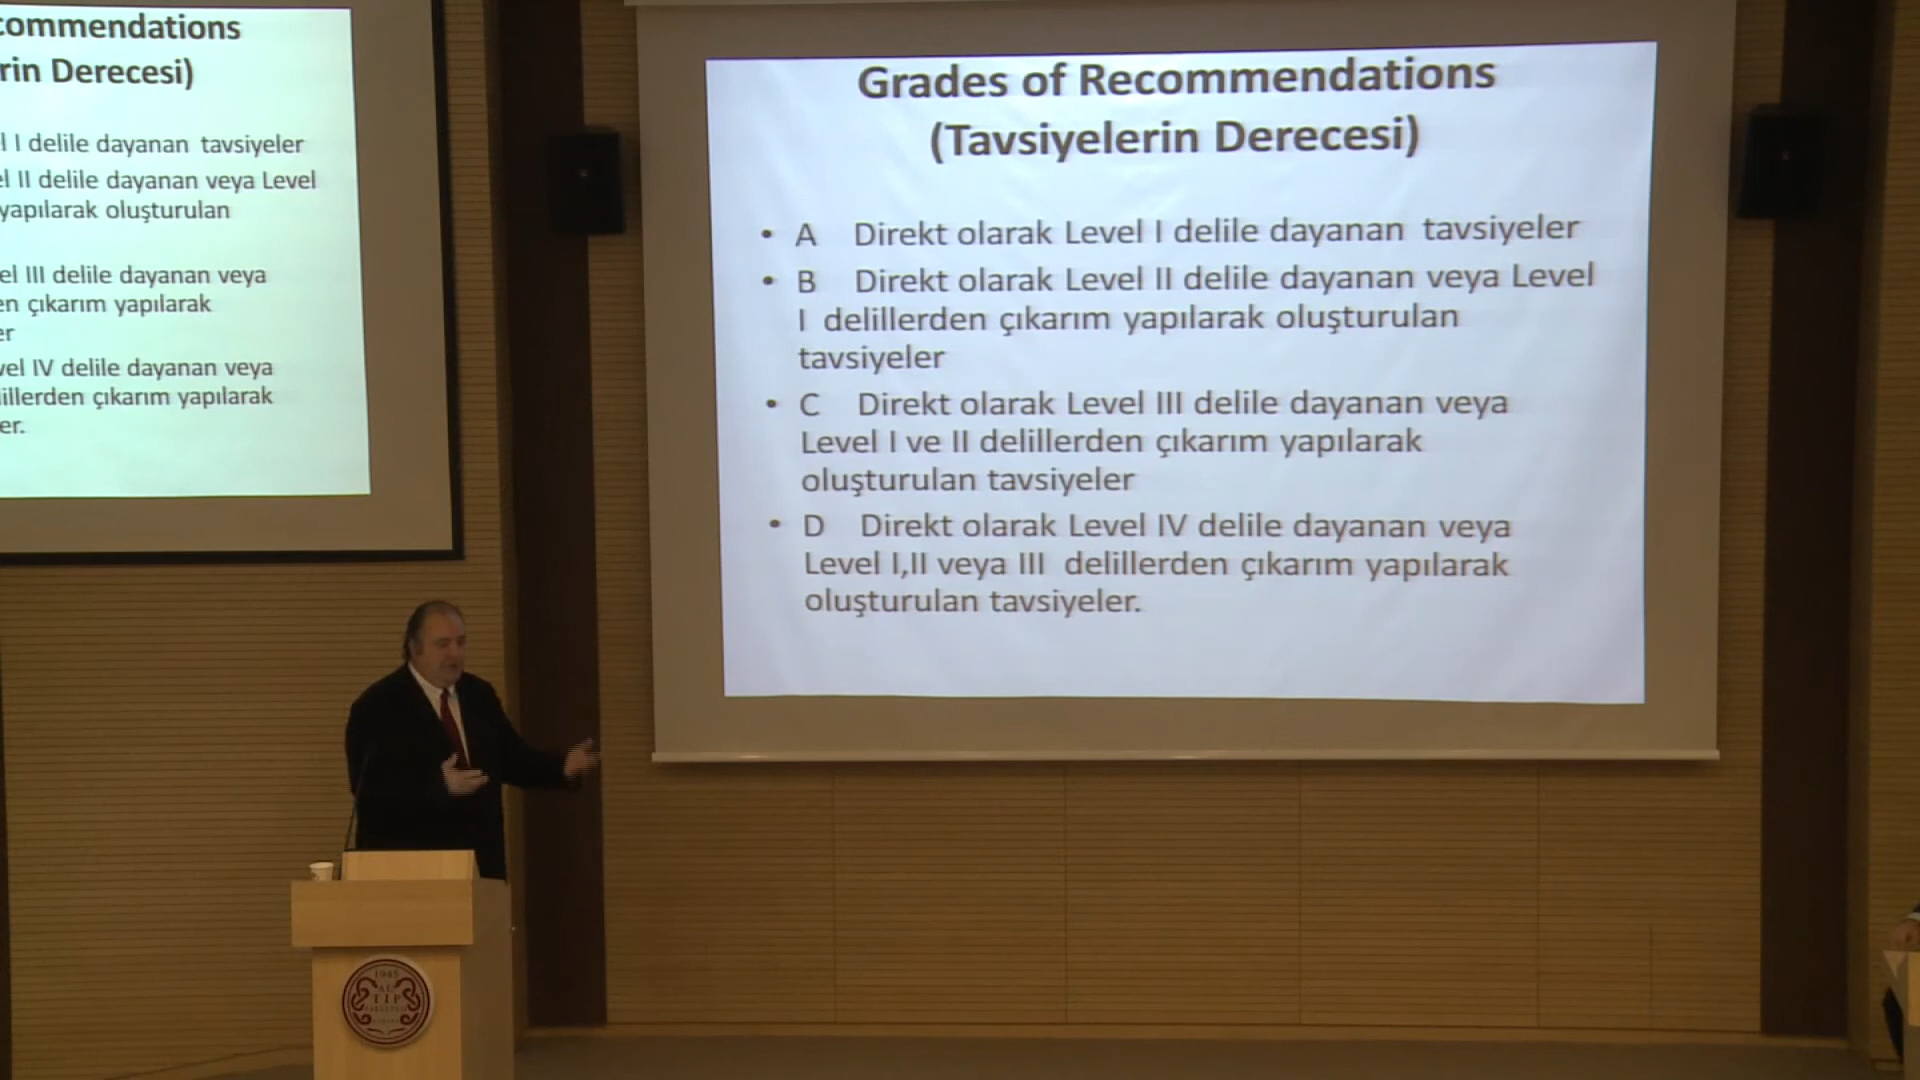 commendations
rin Derecesi)
I delile dayanan tavsiyeler
II delile dayanan veya Level
yapılarak oluşturulan
el III delile dayanan veya
en çıkarım yapılarak
er
vel IV delile dayanan veya
illerden çıkarım yapılarak
er.
Grades of Recommendations
(Tavsiyelerin Derecesi)
• A Direkt olarak Level I delile dayanan tavsiyeler
• B Direkt olarak Level II delile dayanan veya Level
I delillerden çıkarım yapılarak oluşturulan
tavsiyeler
• C Direkt olarak Level III delile dayanan veya
Level I ve II delillerden çıkarım yapılarak
oluşturulan tavsiyeler
• D Direkt olarak Level IV delile dayanan veya
Level I,II veya III delillerden çıkarım yapılarak
oluşturulan tavsiyeler.
1945
TIP